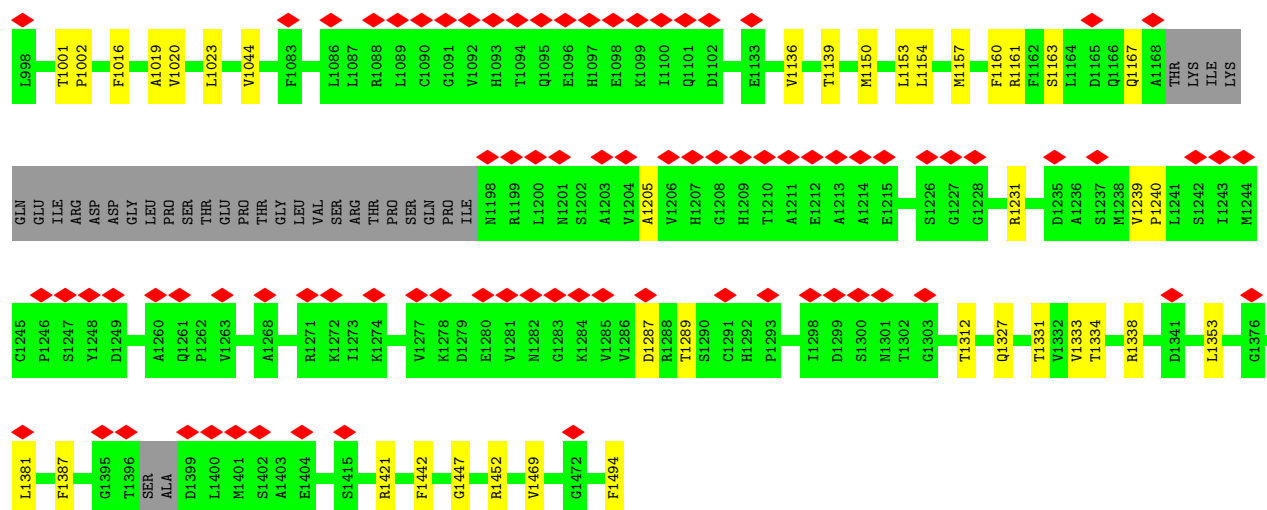 L998 T1001 P1002 F1016 A1019 V1020 L1023 V1044 F1083 L1086 L1087 R1088 L1089 C1090 G1091 V1092 H1093 T1094 Q1095 E1096 H1097 E1098 K1099 I1100 Q1101 D1102 E1133 V1136 T1139 M1150 L1153 L1154 M1157 F1160 R1161 F1162 S1163 L1164 D1165 Q1166 Q1167 A1168 THR LYS ILE LYS
GLN GLU ILE ARG ASP ASP GLY LEU PRO SER THR GLU PRO THR GLY LEU VAL SER ARG THR PRO SER GLN PRO ILE N1198 R1199 L1200 N1201 S1202 A1203 V1204 A1205 V1206 H1207 G1208 H1209 T1210 A1211 E1212 A1213 A1214 E1215 S1226 G1227 G1228 R1231 D1235 A1236 S1237 M1238 V1239 P1240 L1241 S1242 I1243 M1244
C1245 P1246 S1247 Y1248 D1249 A1260 Q1261 P1262 V1263 A1268 R1271 K1272 I1273 K1274 V1277 K1278 D1279 E1280 V1281 N1282 G1283 K1284 V1285 V1286 D1287 R1288 T1289 S1290 C1291 H1292 P1293 I1298 D1299 S1300 N1301 T1302 G1303 T1312 Q1327 T1331 V1332 V1333 T1334 R1338 D1341 L1353 G1376
L1381 F1387 G1395 T1396 SER ALA D1399 L1400 M1401 S1402 A1403 E1404 S1415 R1421 F1442 G1447 R1452 V1469 G1472 F1494